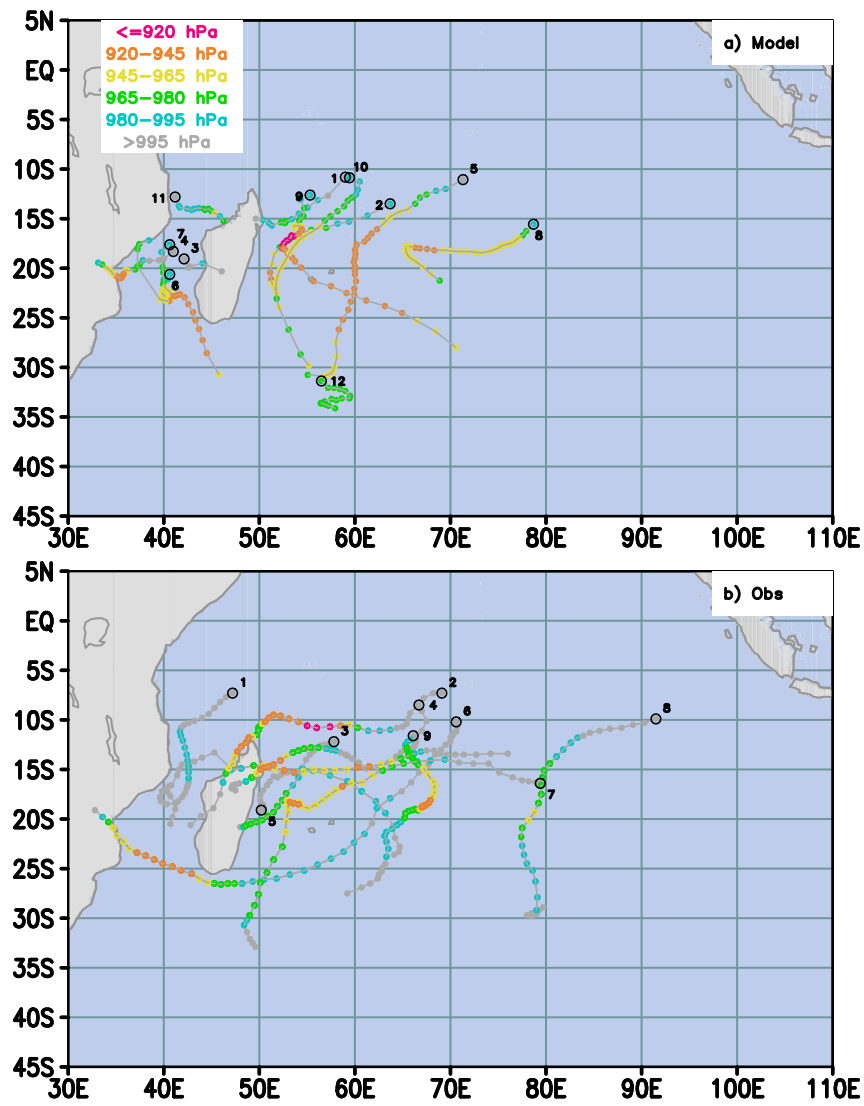 5N
<=920 hPa
920-945 hPa
945-965 hPa
965-980 hPa
980-995 hPa
>995 hPa
a) Model
EQ
5S
10S
15S
20S
25S
30S
35S
40S
45S
1
10
5
11
9
2
8
7
4
3
6
12
30E
40E
50E
60E
70E
80E
90E
100E
110E
5N
b) Obs
EQ
5S
10S
15S
20S
25S
30S
35S
40S
45S
1
2
4
6
8
3
9
7
5
30E
40E
50E
60E
70E
80E
90E
100E
110E